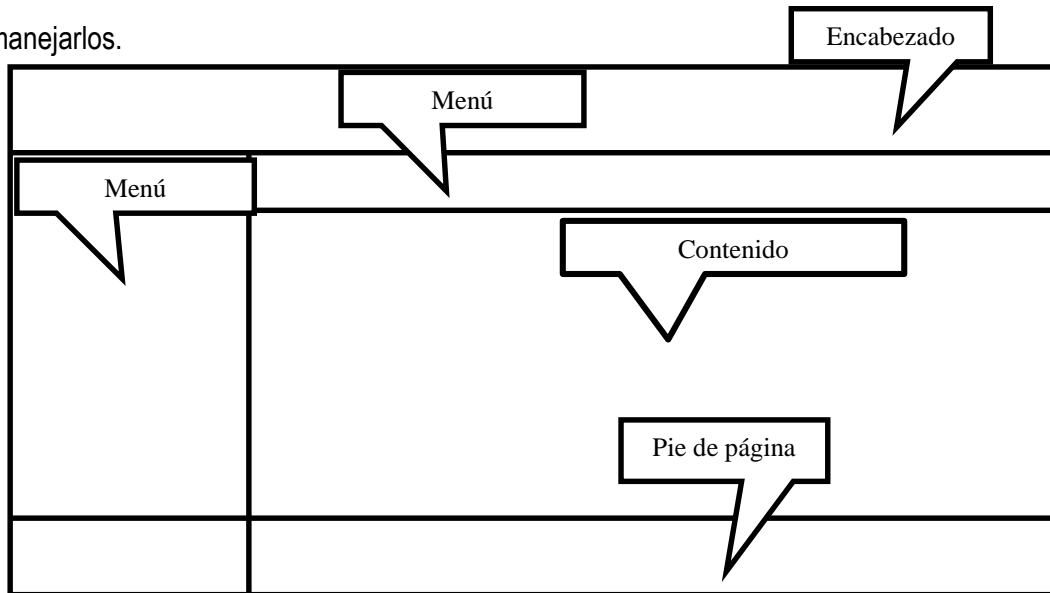 manejarlos.
Encabezado
Menú
Menú
Contenido
Pie de página